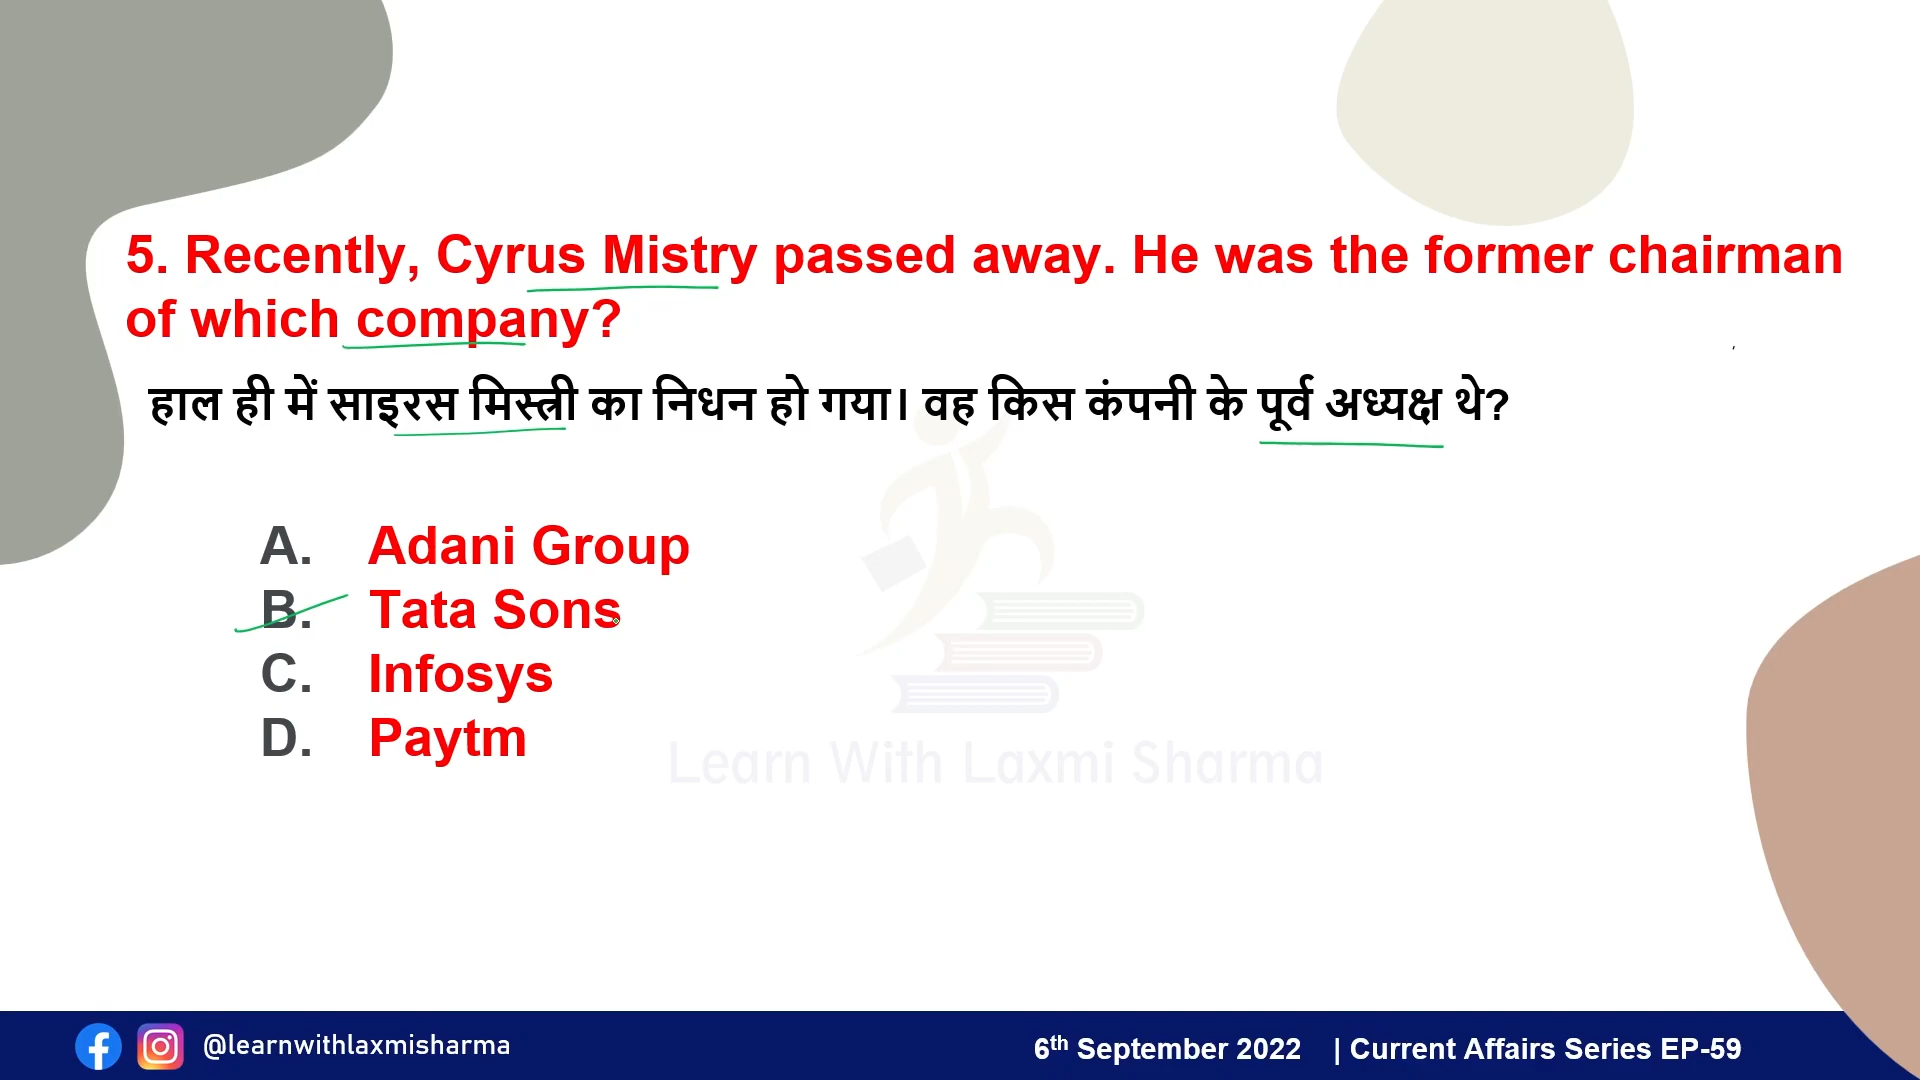 5. Recently, Cyrus Mistry passed away. He was the former chairman
of which company?
हाल ही में साइरस मिस्त्री का निधन हो गया। वह किस कंपनी के पूर्व अध्यक्ष थे?
A. Adani Group
B. Tata Sons
C. Infosys
D. Paytm
Learn With Laxmi Sharma
@learnwithlaxmisharma
6th September 2022 | Current Affairs Series EP-59